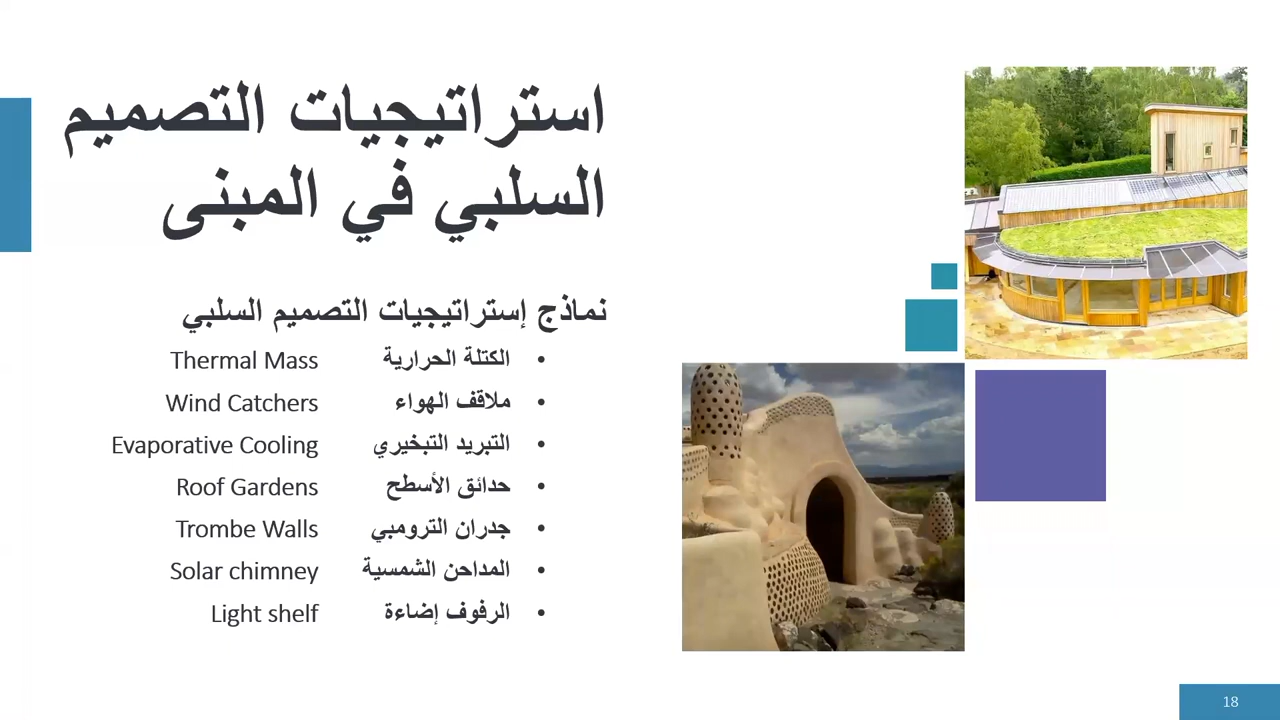 استراتيجيات التصميم
السلبي في المبنى
نماذج إستراتيجيات التصميم السلبي
• الكتلة الحرارية Thermal Mass
• ملاقف الهواء Wind Catchers
• التبريد التبخيري Evaporative Cooling
• حدائق الأسطح Roof Gardens
• جدران الترومبي Trombe Walls
• المداحن الشمسية Solar chimney
• الرفوف إضاءة Light shelf
18